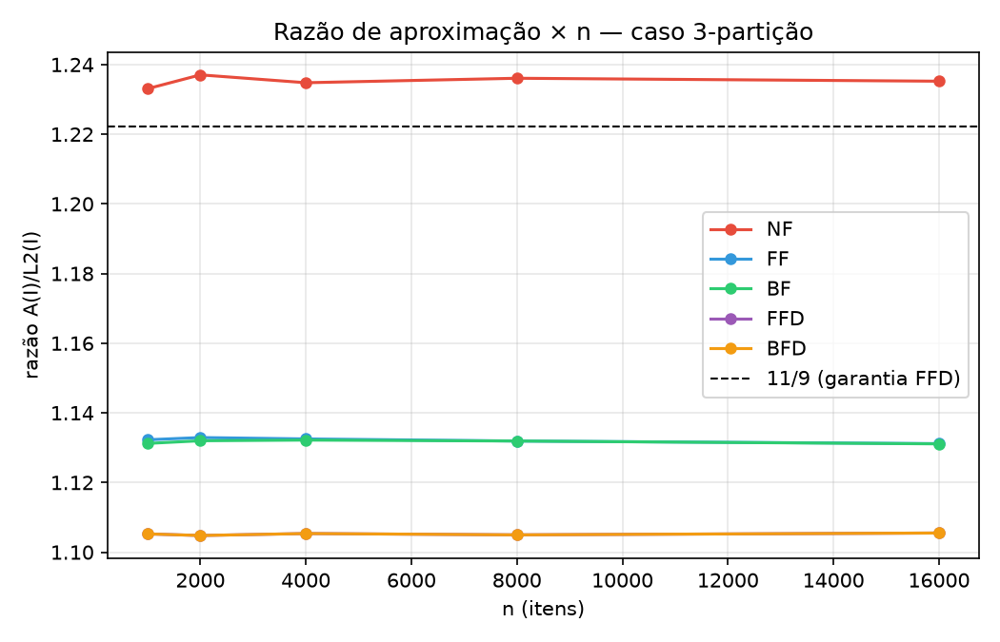 Razão de aproximação × n — caso 3-partição
razão A(I)/L2(I)
1.24
1.22
1.20
1.18
1.16
1.14
1.12
1.10
NF
FF
BF
FFD
BFD
11/9 (garantia FFD)
2000 4000 6000 8000 10000 12000 14000 16000
n (itens)